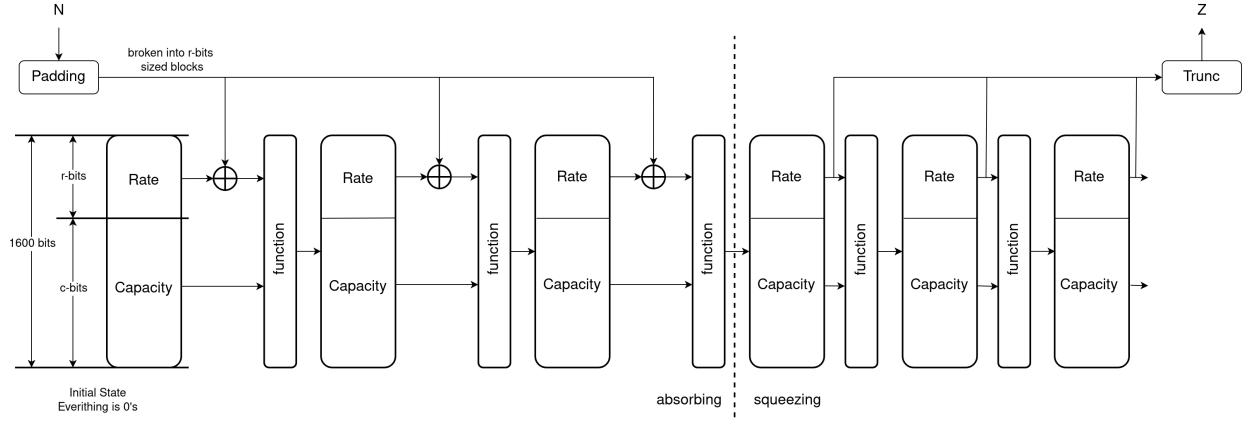 N
Z
broken into r-bits
sized blocks
Padding
Trunc
r-bits
Rate
Rate
Rate
Rate
Rate
Rate
1600 bits
function
function
function
function
function
c-bits
Capacity
Capacity
Capacity
Capacity
Capacity
Capacity
Initial State
Everithing is 0's
absorbing
squeezing